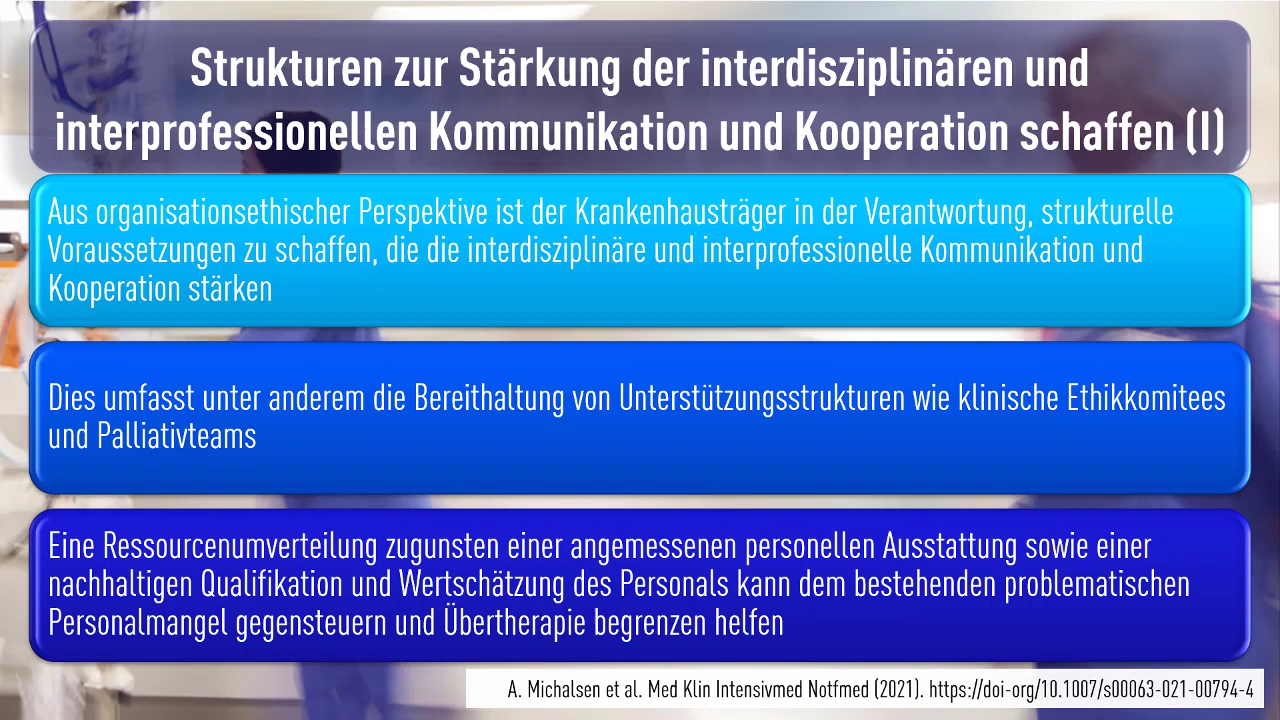 Strukturen zur Stärkung der interdisziplinären und
interprofessionellen Kommunikation und Kooperation schaffen (I)
Aus organisationsethischer Perspektive ist der Krankenhausträger in der Verantwortung, strukturelle
Voraussetzungen zu schaffen, die die interdisziplinäre und interprofessionelle Kommunikation und
Kooperation stärken
Dies umfasst unter anderem die Bereithaltung von Unterstützungsstrukturen wie klinische Ethikkomitees
und Palliativteams
Eine Ressourcenumverteilung zugunsten einer angemessenen personellen Ausstattung sowie einer
nachhaltigen Qualifikation und Wertschätzung des Personals kann dem bestehenden problematischen
Personalmangel gegensteuern und Übertherapie begrenzen helfen
A. Michalsen et al. Med Klin Intensivmed Notfmed (2021). https://doi-org/10.1007/s00063-021-00794-4